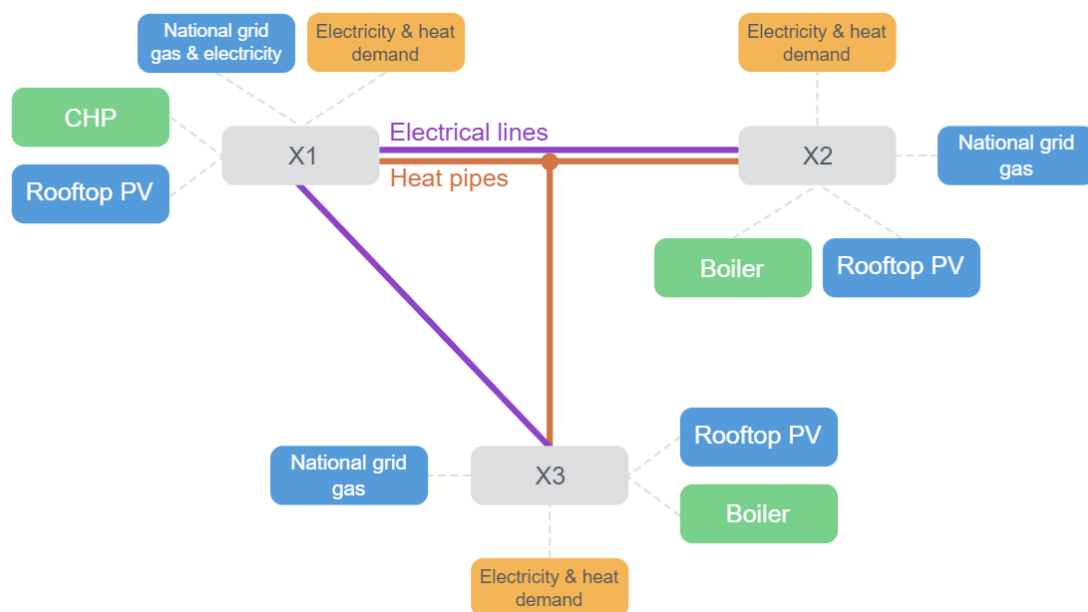 National grid
gas & electricity
Electricity & heat
demand
Electricity & heat
demand
CHP
Electrical lines
X1
X2
National grid
gas
Heat pipes
Rooftop PV
Boiler
Rooftop PV
Rooftop PV
National grid
gas
X3
Boiler
Electricity & heat
demand